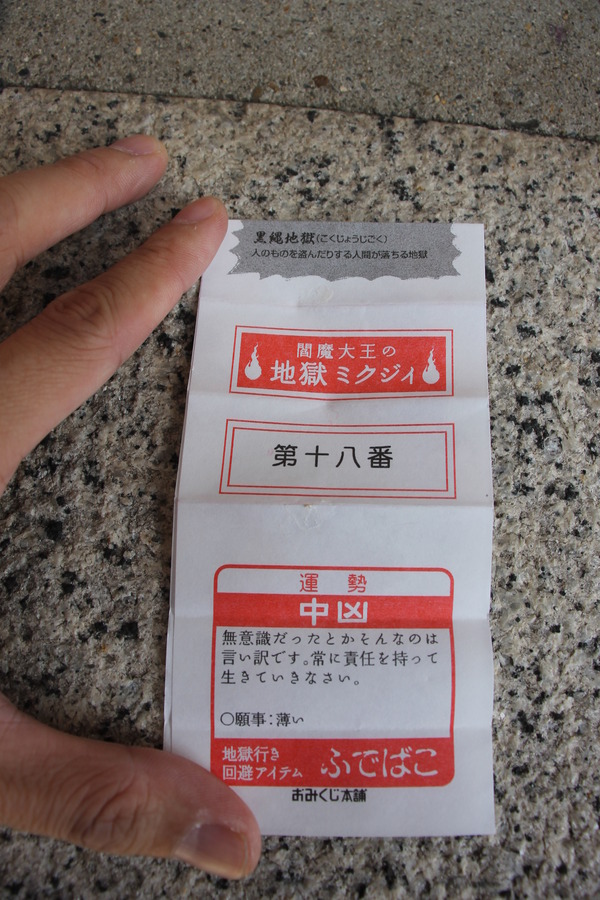 黒縄地獄(こくじょうじごく)
人のものを盗んだりする人間が落ちる地獄
閻魔大王の
地獄ミクジイ
第十八番
運勢
中凶
無意識だったとかそんなのは
言い訳です。常に責任を持って
生きていきなさい。
○願事:薄い
地獄行き
回避アイテム ふでばこ
おみくじ本舗